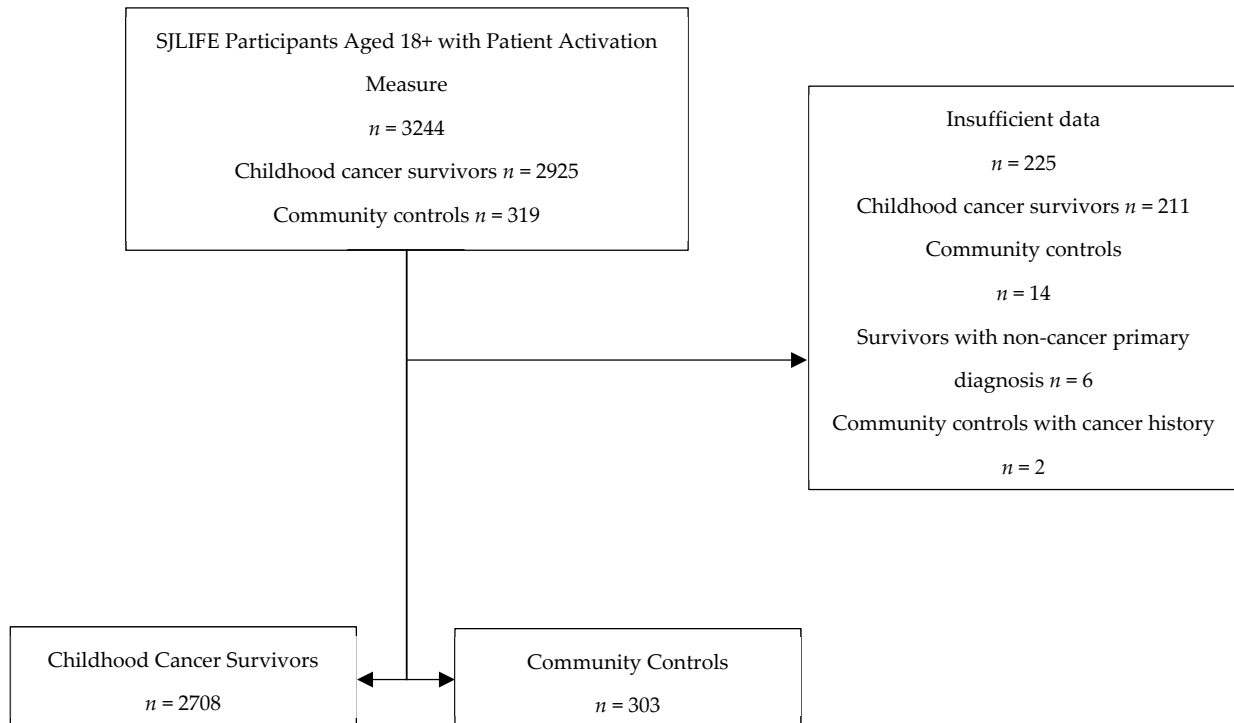 SJLIFE Participants Aged 18+ with Patient Activation
Measure
n = 3244
Childhood cancer survivors n = 2925
Community controls n = 319
Insufficient data
n = 225
Childhood cancer survivors n = 211
Community controls
n = 14
Survivors with non-cancer primary
diagnosis n = 6
Community controls with cancer history
n = 2
Childhood Cancer Survivors
n = 2708
Community Controls
n = 303